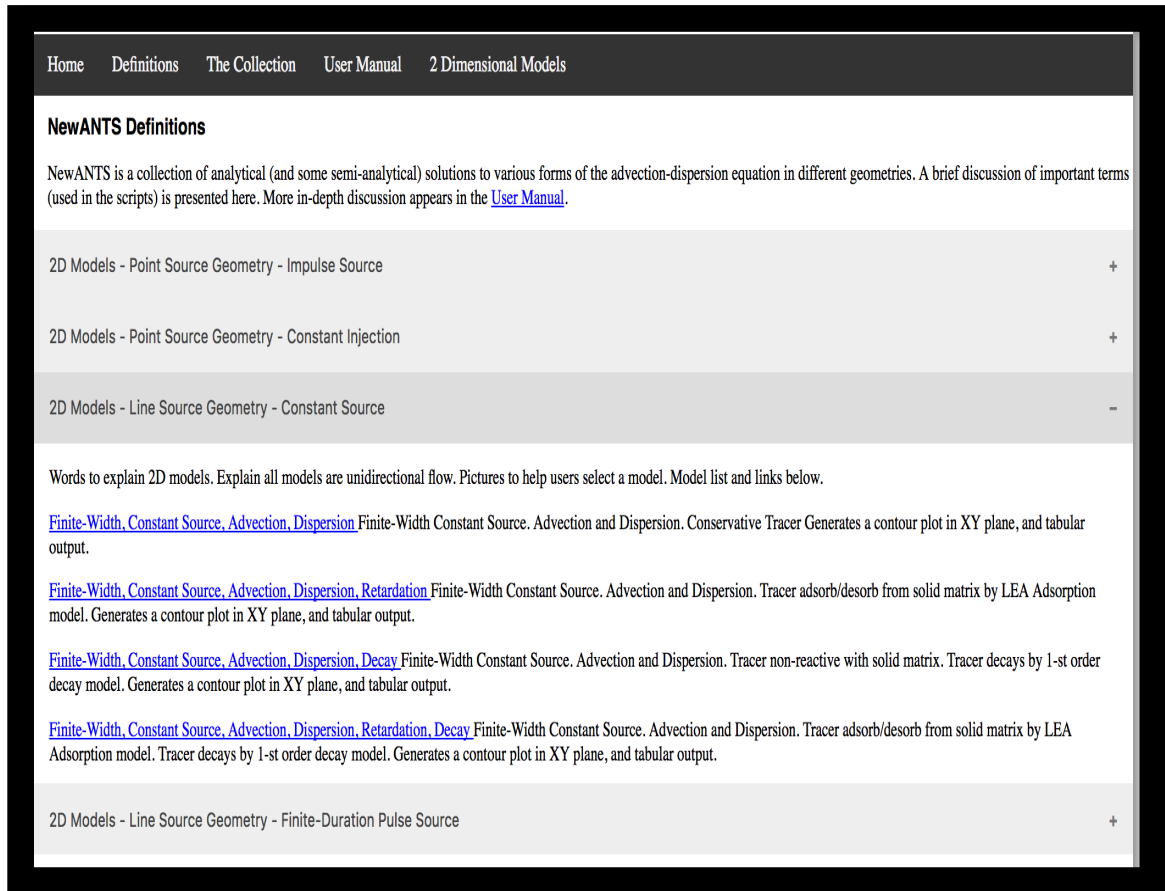 Home Definitions The Collection User Manual 2 Dimensional Models
NewANTS Definitions
NewANTS is a collection of analytical (and some semi-analytical) solutions to various forms of the advection-dispersion equation in different geometries. A brief discussion of important terms
(used in the scripts) is presented here. More in-depth discussion appears in the User Manual.
2D Models - Point Source Geometry - Impulse Source +
2D Models - Point Source Geometry - Constant Injection +
2D Models - Line Source Geometry - Constant Source −
Words to explain 2D models. Explain all models are unidirectional flow. Pictures to help users select a model. Model list and links below.
Finite-Width, Constant Source, Advection, Dispersion Finite-Width Constant Source. Advection and Dispersion. Conservative Tracer Generates a contour plot in XY plane, and tabular
output.
Finite-Width, Constant Source, Advection, Dispersion, Retardation Finite-Width Constant Source. Advection and Dispersion. Tracer adsorb/desorb from solid matrix by LEA Adsorption
model. Generates a contour plot in XY plane, and tabular output.
Finite-Width, Constant Source, Advection, Dispersion, Decay Finite-Width Constant Source. Advection and Dispersion. Tracer non-reactive with solid matrix. Tracer decays by 1-st order
decay model. Generates a contour plot in XY plane, and tabular output.
Finite-Width, Constant Source, Advection, Dispersion, Retardation, Decay Finite-Width Constant Source. Advection and Dispersion. Tracer adsorb/desorb from solid matrix by LEA
Adsorption model. Tracer decays by 1-st order decay model. Generates a contour plot in XY plane, and tabular output.
2D Models - Line Source Geometry - Finite-Duration Pulse Source +